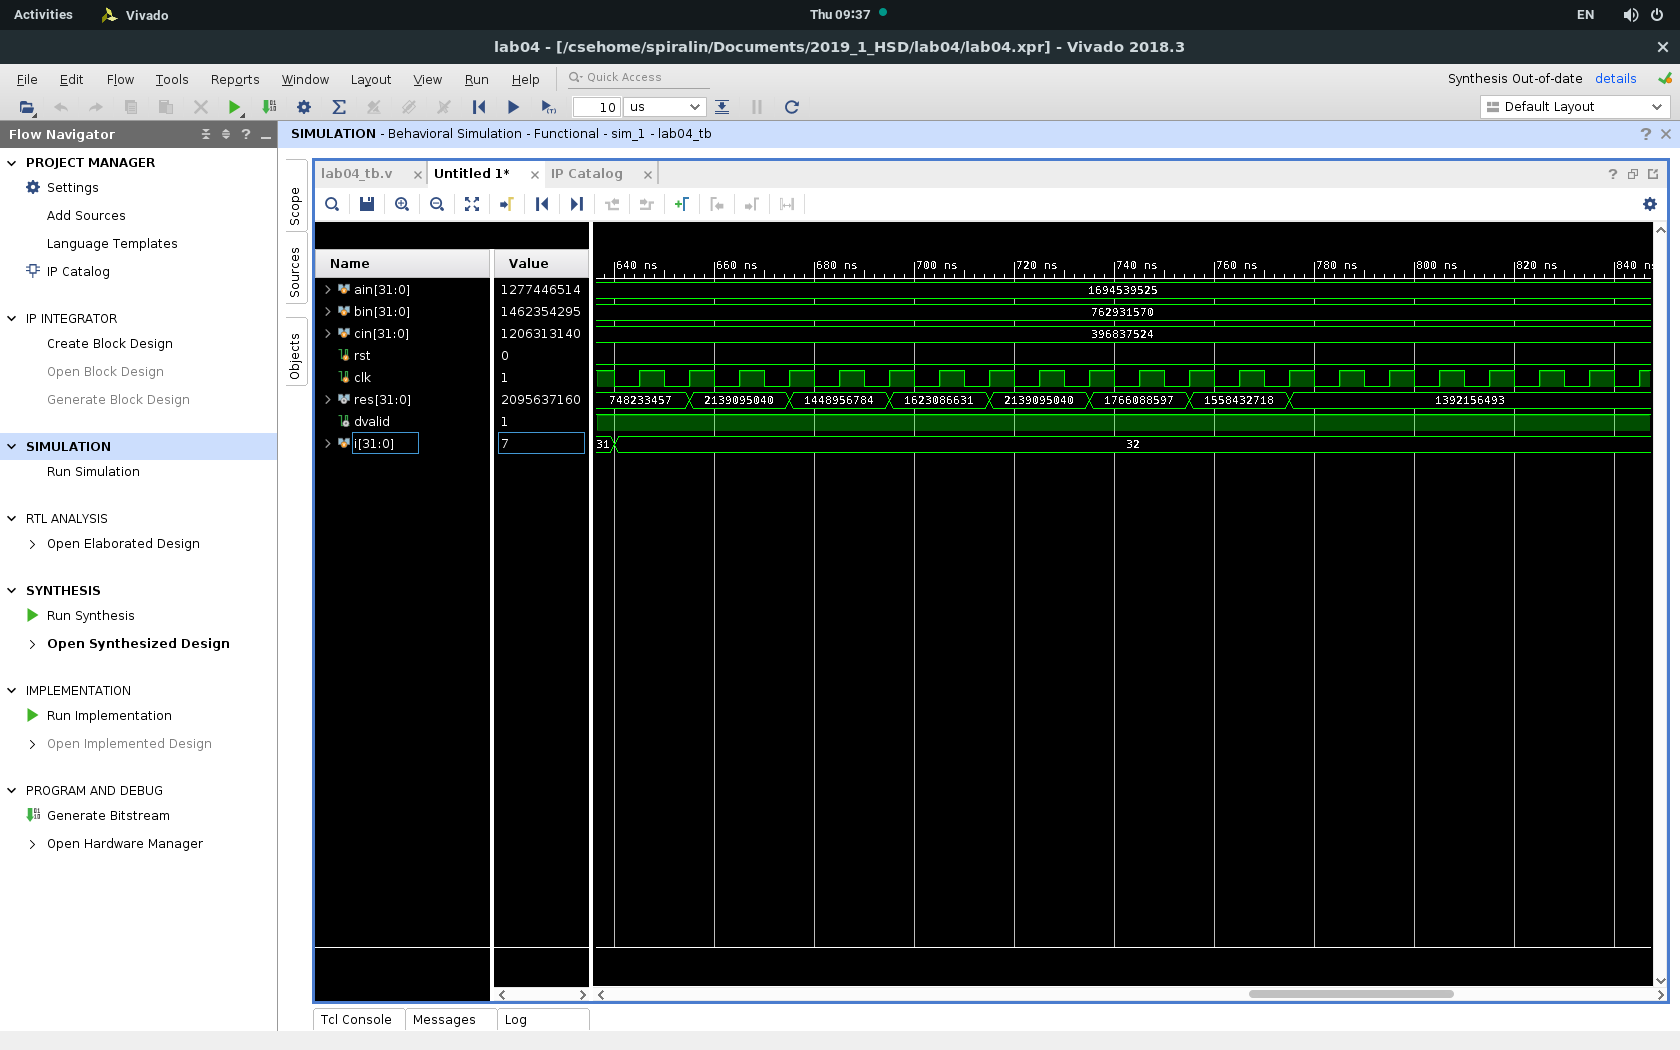 Activities Vivado Thu 09:37 EN
lab04 - [/csehome/spiralin/Documents/2019_1_HSD/lab04/lab04.xpr] - Vivado 2018.3
File Edit Flow Tools Reports Window Layout View Run Help Quick Access Synthesis Out-of-date details
10 us Default Layout
Flow Navigator
SIMULATION - Behavioral Simulation - Functional - sim_1 - lab04_tb
PROJECT MANAGER
Settings
Add Sources
Language Templates
IP Catalog
IP INTEGRATOR
Create Block Design
Open Block Design
Generate Block Design
SIMULATION
Run Simulation
RTL ANALYSIS
Open Elaborated Design
SYNTHESIS
Run Synthesis
Open Synthesized Design
IMPLEMENTATION
Run Implementation
Open Implemented Design
PROGRAM AND DEBUG
Generate Bitstream
Open Hardware Manager
Scope
Sources
Objects
lab04_tb.v Untitled 1* IP Catalog
Name Value 640 ns 660 ns 680 ns 700 ns 720 ns 740 ns 760 ns 780 ns 800 ns 820 ns 840 ns
ain[31:0] 1277446514 1694539525
bin[31:0] 1462354295 762931570
cin[31:0] 1206313140 396837524
rst 0
clk 1
res[31:0] 2095637160 748233457 2139095040 1448956784 1623086631 2139095040 1766088597 1558432718 1392156493
dvalid 1
i[31:0] 7 31 32
Tcl Console Messages Log